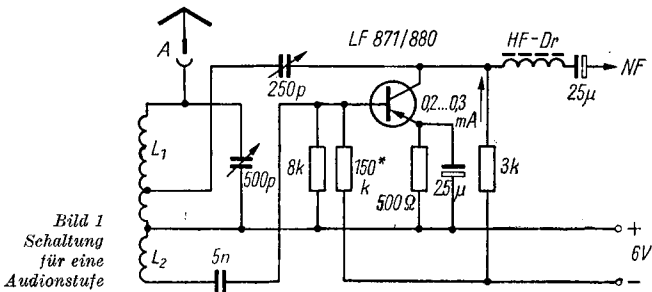 A
LF 871/880
HF-Dr
NF
250p
25µ
0,2...0,3
mA
L1
500p
8k
150*
k
500Ω
25µ
3k
+
6V
−
L2
5n
Bild 1
Schaltung
für eine
Audionstufe